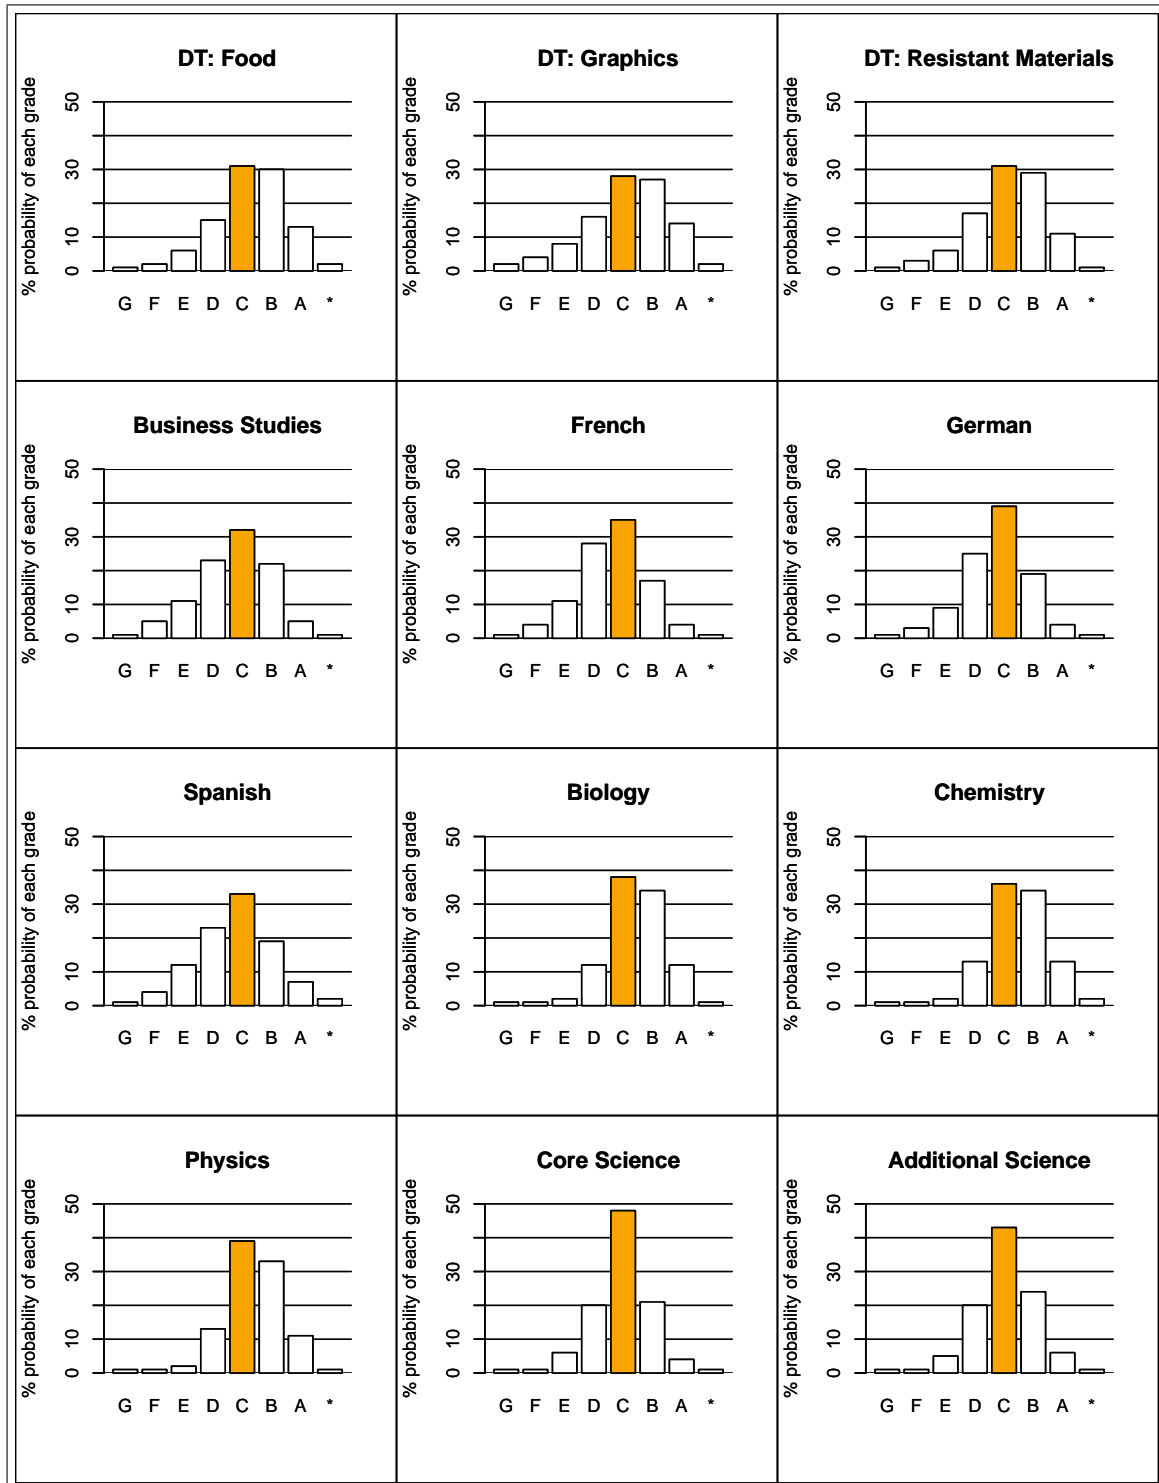 DT: Food
% probability of each grade
0 10 30 50
G F E D C B A *
DT: Graphics
% probability of each grade
0 10 30 50
G F E D C B A *
DT: Resistant Materials
% probability of each grade
0 10 30 50
G F E D C B A *
Business Studies
% probability of each grade
0 10 30 50
G F E D C B A *
French
% probability of each grade
0 10 30 50
G F E D C B A *
German
% probability of each grade
0 10 30 50
G F E D C B A *
Spanish
% probability of each grade
0 10 30 50
G F E D C B A *
Biology
% probability of each grade
0 10 30 50
G F E D C B A *
Chemistry
% probability of each grade
0 10 30 50
G F E D C B A *
Physics
% probability of each grade
0 10 30 50
G F E D C B A *
Core Science
% probability of each grade
0 10 30 50
G F E D C B A *
Additional Science
% probability of each grade
0 10 30 50
G F E D C B A *